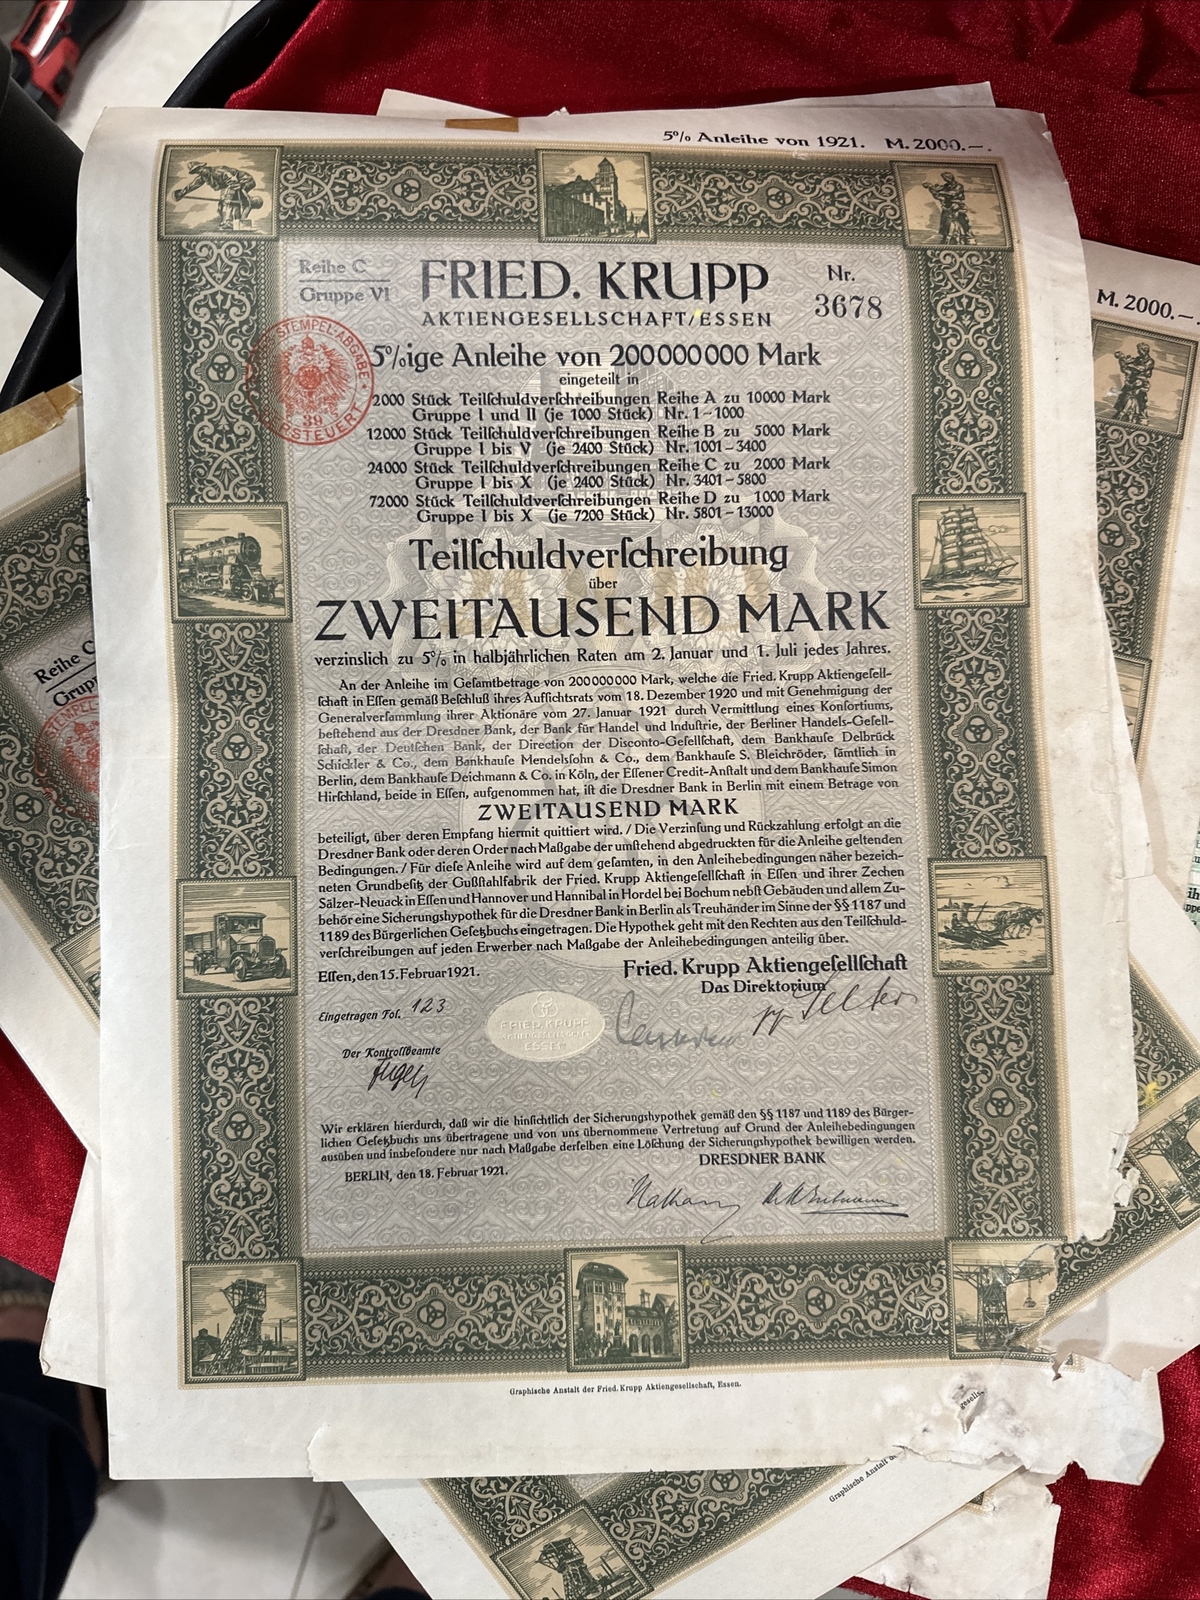 5% Anleihe von 1921. M. 2000.—.
Reihe C
Gruppe VI
FRIED. KRUPP
AKTIENGESELLSCHAFT/ESSEN
Nr.
3678
STEMPEL-ABGABE
39
VERSTEUERT
5%ige Anleihe von 200000000 Mark
eingeteilt in
2000 Stück Teilſchuldverſchreibungen Reihe A zu 10000 Mark
Gruppe I und II (je 1000 Stück) Nr. 1–1000
12000 Stück Teilſchuldverſchreibungen Reihe B zu 5000 Mark
Gruppe I bis V (je 2400 Stück) Nr. 1001–3400
24000 Stück Teilſchuldverſchreibungen Reihe C zu 2000 Mark
Gruppe I bis X (je 2400 Stück) Nr. 3401–5800
72000 Stück Teilſchuldverſchreibungen Reihe D zu 1000 Mark
Gruppe I bis X (je 7200 Stück) Nr. 5801–13000
Teilſchuldverſchreibung
über
ZWEITAUSEND MARK
verzinslich zu 5% in halbjährlichen Raten am 2. Januar und 1. Juli jedes Jahres.
An der Anleihe im Geſamtbetrage von 200000000 Mark, welche die Fried. Krupp Aktiengeſell-
ſchaft in Eſſen gemäß Beſchluß ihres Aufſichtsrats vom 18. Dezember 1920 und mit Genehmigung der
Generalverſammlung ihrer Aktionäre vom 27. Januar 1921 durch Vermittlung eines Konſortiums,
beſtehend aus der Dresdner Bank, der Bank für Handel und Induſtrie, der Berliner Handels-Geſell-
ſchaft, der Deutſchen Bank, der Direction der Disconto-Geſellſchaft, dem Bankhauſe Delbrück
Schickler & Co., dem Bankhauſe Mendelſohn & Co., dem Bankhauſe S. Bleichröder, ſämtlich in
Berlin, dem Bankhauſe Deichmann & Co. in Köln, der Eſſener Credit-Anſtalt und dem Bankhauſe Simon
Hirſchland, beide in Eſſen, aufgenommen hat, iſt die Dresdner Bank in Berlin mit einem Betrage von
ZWEITAUSEND MARK
beteiligt, über deren Empfang hiermit quittiert wird. / Die Verzinſung und Rückzahlung erfolgt an die
Dresdner Bank oder deren Order nach Maßgabe der umſtehend abgedruckten für die Anleihe geltenden
Bedingungen. / Für dieſe Anleihe wird auf dem geſamten, in den Anleihebedingungen näher bezeich-
neten Grundbeſitz der Gußſtahlfabrik der Fried. Krupp Aktiengeſellſchaft in Eſſen und ihrer Zechen
Sälzer-Neuack in Eſſen und Hannover und Hannibal in Hordel bei Bochum nebſt Gebäuden und allem Zu-
behör eine Sicherungshypothek für die Dresdner Bank in Berlin als Treuhänder im Sinne der §§ 1187 und
1189 des Bürgerlichen Geſetzbuchs eingetragen. Die Hypothek geht mit den Rechten aus den Teilſchuld-
verſchreibungen auf jeden Erwerber nach Maßgabe der Anleihebedingungen anteilig über.
Eſſen, den 15. Februar 1921.
Fried. Krupp Aktiengeſellſchaft
Das Direktorium
Eingetragen Fol. 123
FRIED. KRUPP
AKTIENGESELLSCHAFT
ESSEN
Der Kontrollbeamte
Wir erklären hierdurch, daß wir die hinſichtlich der Sicherungshypothek gemäß den §§ 1187 und 1189 des Bürger-
lichen Geſetzbuchs uns übertragene und von uns übernommene Vertretung auf Grund der Anleihebedingungen
ausüben und insbeſondere nur nach Maßgabe derſelben eine Löſchung der Sicherungshypothek bewilligen werden.
DRESDNER BANK
BERLIN, den 18. Februar 1921.
Nathan
Graphische Anstalt der Fried. Krupp Aktiengesellschaft, Essen.
M. 2000.—
Reihe C
Graphische Anstalt